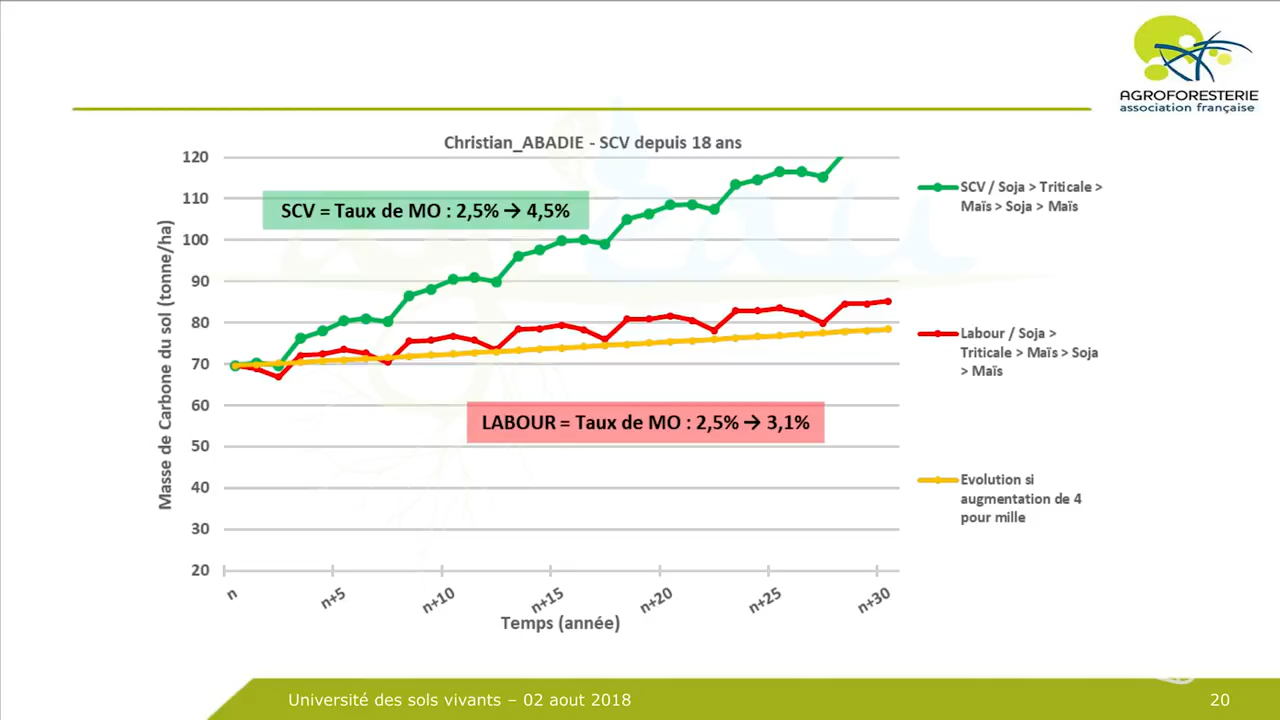 AGROFORESTERIE
association française
Christian_ABADIE - SCV depuis 18 ans
120
110
100
90
80
70
60
50
40
30
20
Masse de Carbone du sol (tonne/ha)
SCV = Taux de MO : 2,5% → 4,5%
LABOUR = Taux de MO : 2,5% → 3,1%
n
n+5
n+10
n+15
n+20
n+25
n+30
Temps (année)
SCV / Soja > Triticale >
Maïs > Soja > Maïs
Labour / Soja >
Triticale > Maïs > Soja
> Maïs
Evolution si
augmentation de 4
pour mille
Université des sols vivants – 02 aout 2018
20